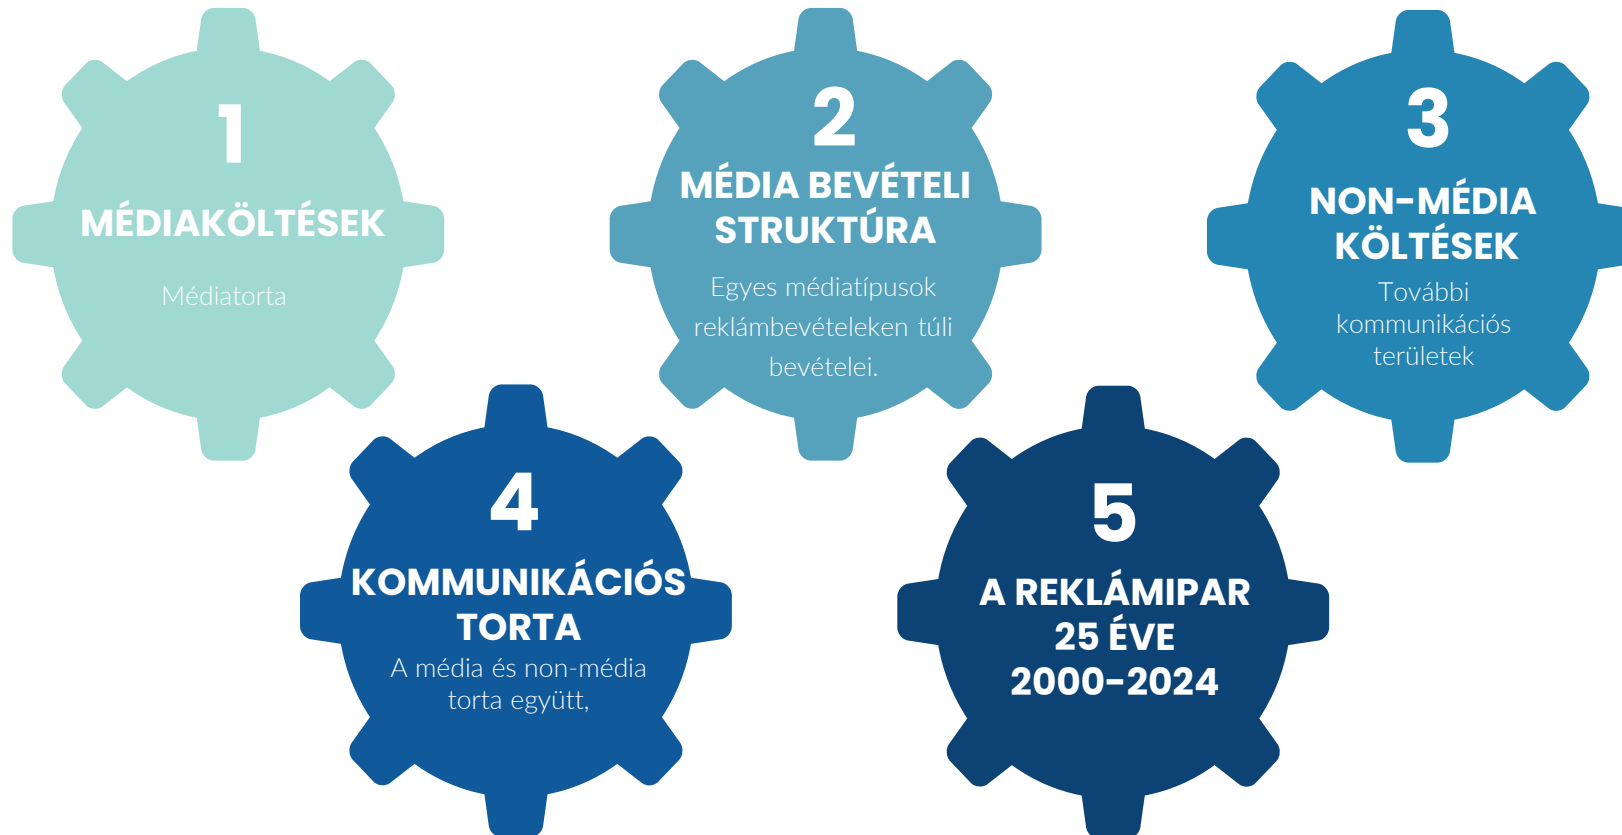 1
MÉDIAKÖLTÉSEK
Médiatorta
2
MÉDIA BEVÉTELI
STRUKTÚRA
Egyes médiatípusok
reklámbevételeken túli
bevételei.
3
NON-MÉDIA
KÖLTÉSEK
További
kommunikációs
területek
4
KOMMUNIKÁCIÓS
TORTA
A média és non-média
torta együtt,
5
A REKLÁMIPAR
25 ÉVE
2000-2024